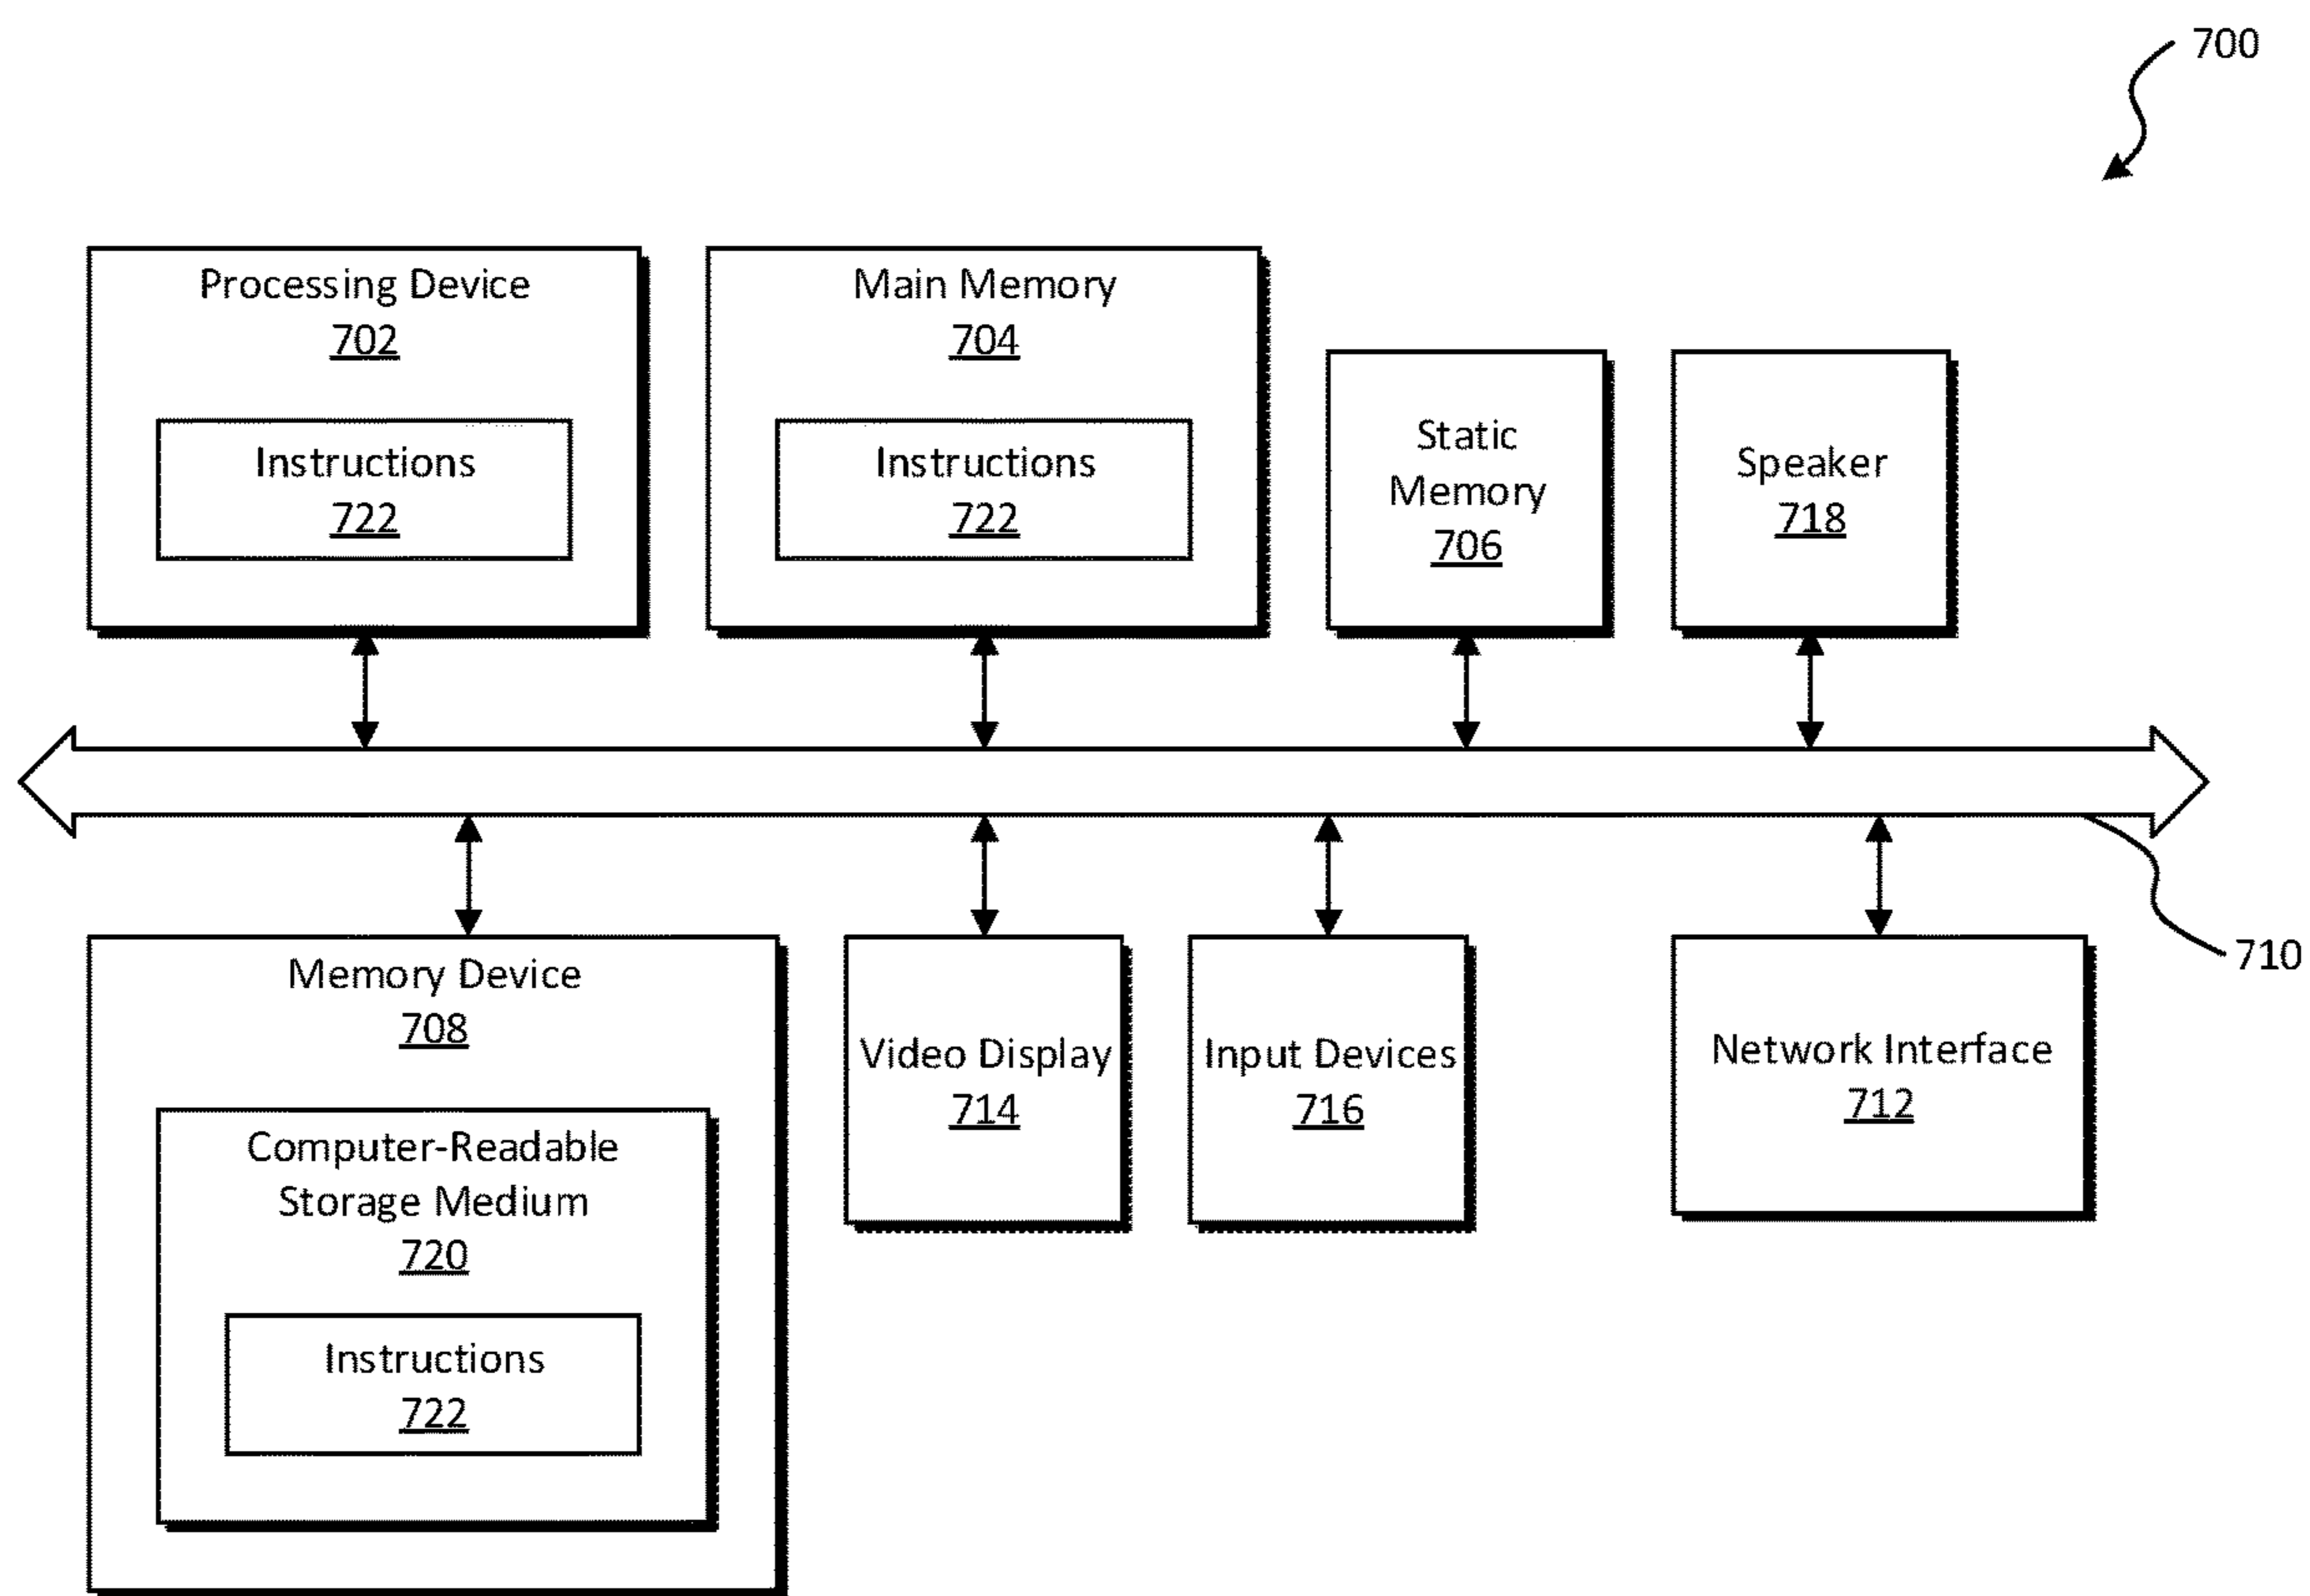 700
Processing Device
702
Instructions
722
Main Memory
704
Instructions
722
Static
Memory
706
Speaker
718
710
Memory Device
708
Computer-Readable
Storage Medium
720
Instructions
722
Video Display
714
Input Devices
716
Network Interface
712